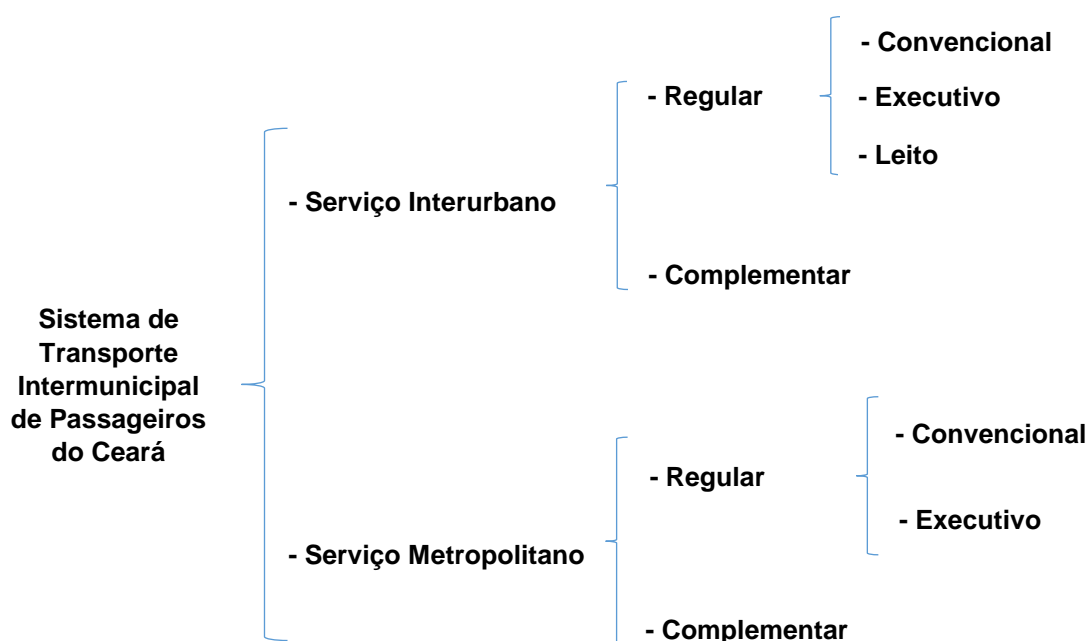 Sistema de
Transporte
Intermunicipal
de Passageiros
do Ceará
- Serviço Interurbano
- Regular
- Convencional
- Executivo
- Leito
- Complementar
- Serviço Metropolitano
- Regular
- Convencional
- Executivo
- Complementar